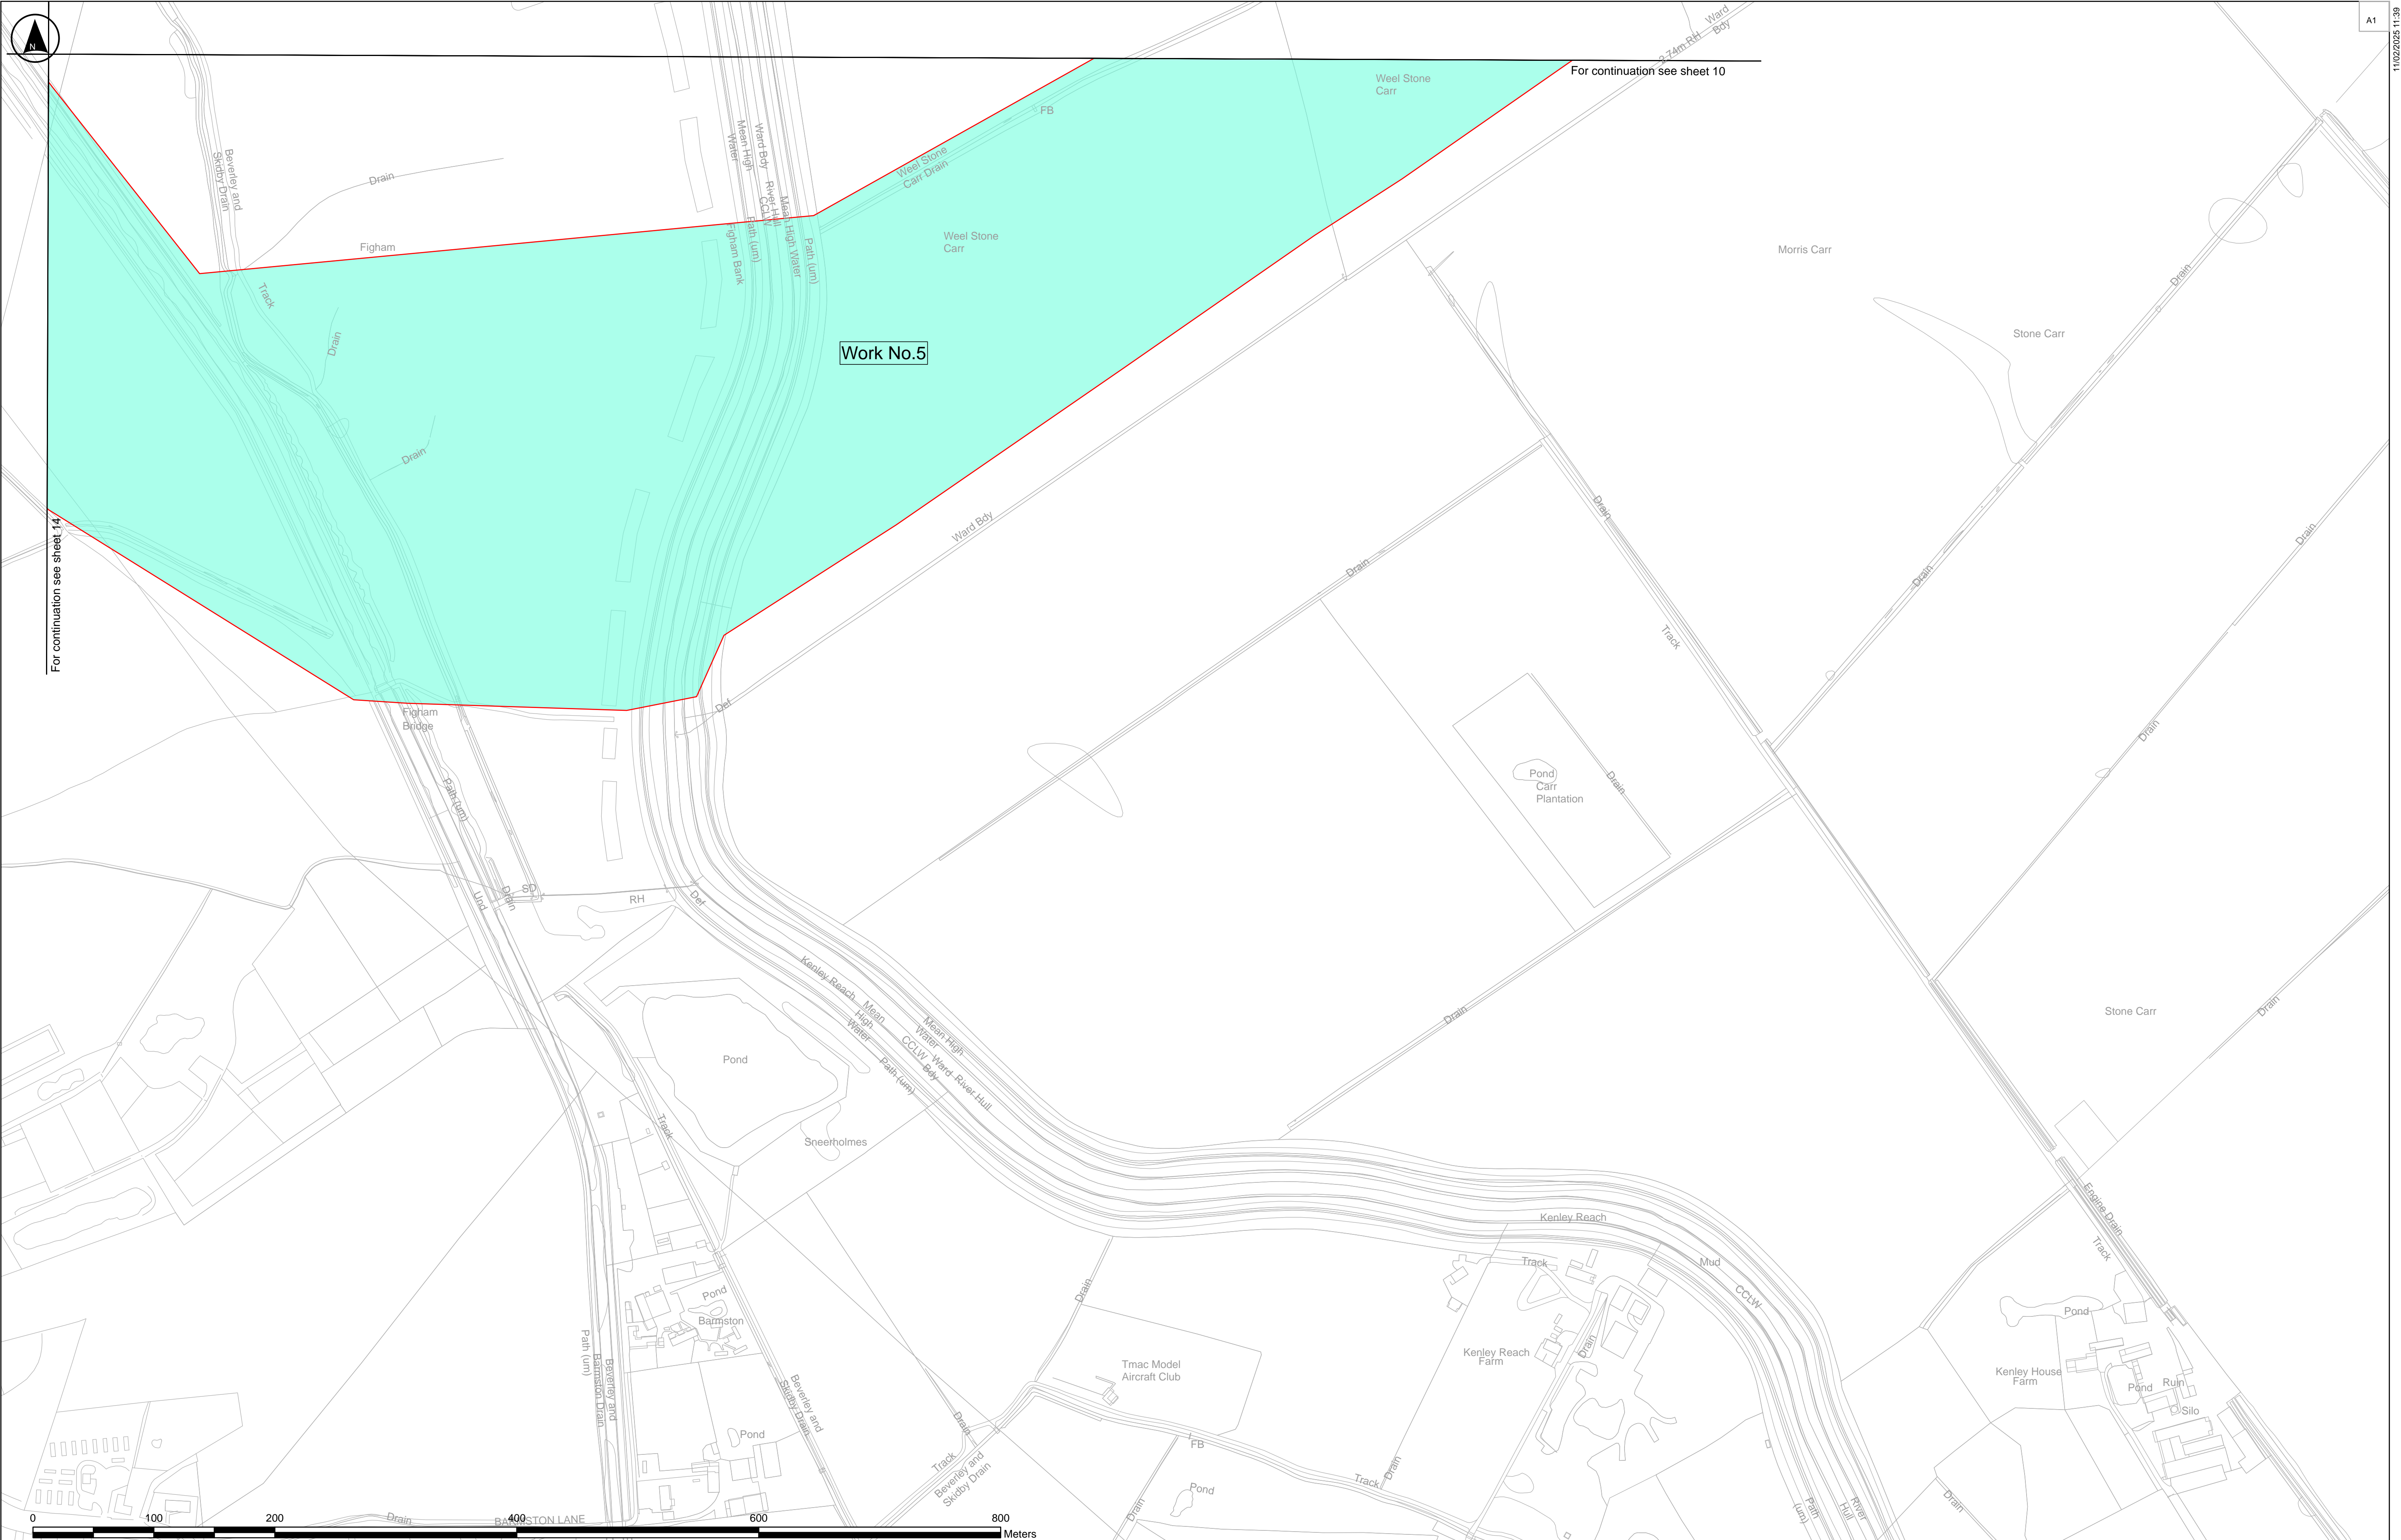 A1
11/02/2025 11:39
N
For continuation see sheet 10
For continuation see sheet 14
Work No.5
Ward
Bdy
2.74m RH
Weel Stone
Carr
FB
Weel Stone
Carr Drain
Beverley and
Skidby Drain
Drain
Figham
Mean High
Water
Ward Bdy
River Hull
CCLW
Mean High Water
Path (um)
Figham Bank
Path (um)
Weel Stone
Carr
Morris Carr
Drain
Track
Drain
Stone Carr
Drain
Ward Bdy
Drain
Drain
Drain
Drain
Track
Def
Figham
Bridge
Drain
Path (um)
Pond
Carr
Plantation
Drain
SD
Drain
Und
RH
Def
Kenley Reach
Mean
High
Water
Mean High
Water
CCLW
Ward
Bdy
River Hull
Path (um)
Drain
Stone Carr
Drain
Pond
Track
Sneerholmes
Engine Drain
Track
Kenley Reach
Mud
CCLW
Track
Drain
Pond
Barmston
Pond
Path (um)
Barmston Drain
Beverley and
Beverley and
Skidby Drain
Tmac Model
Aircraft Club
Kenley Reach
Farm
Drain
Kenley House
Farm
Pond
Ruin
Silo
Pond
Drain
FB
Track
Beverley and
Skidby Drain
Track
Drain
Pond
Drain
Path
(um)
River
Hull
Drain
Drain
BARMSTON LANE
0 100 200 400 600 800
Meters